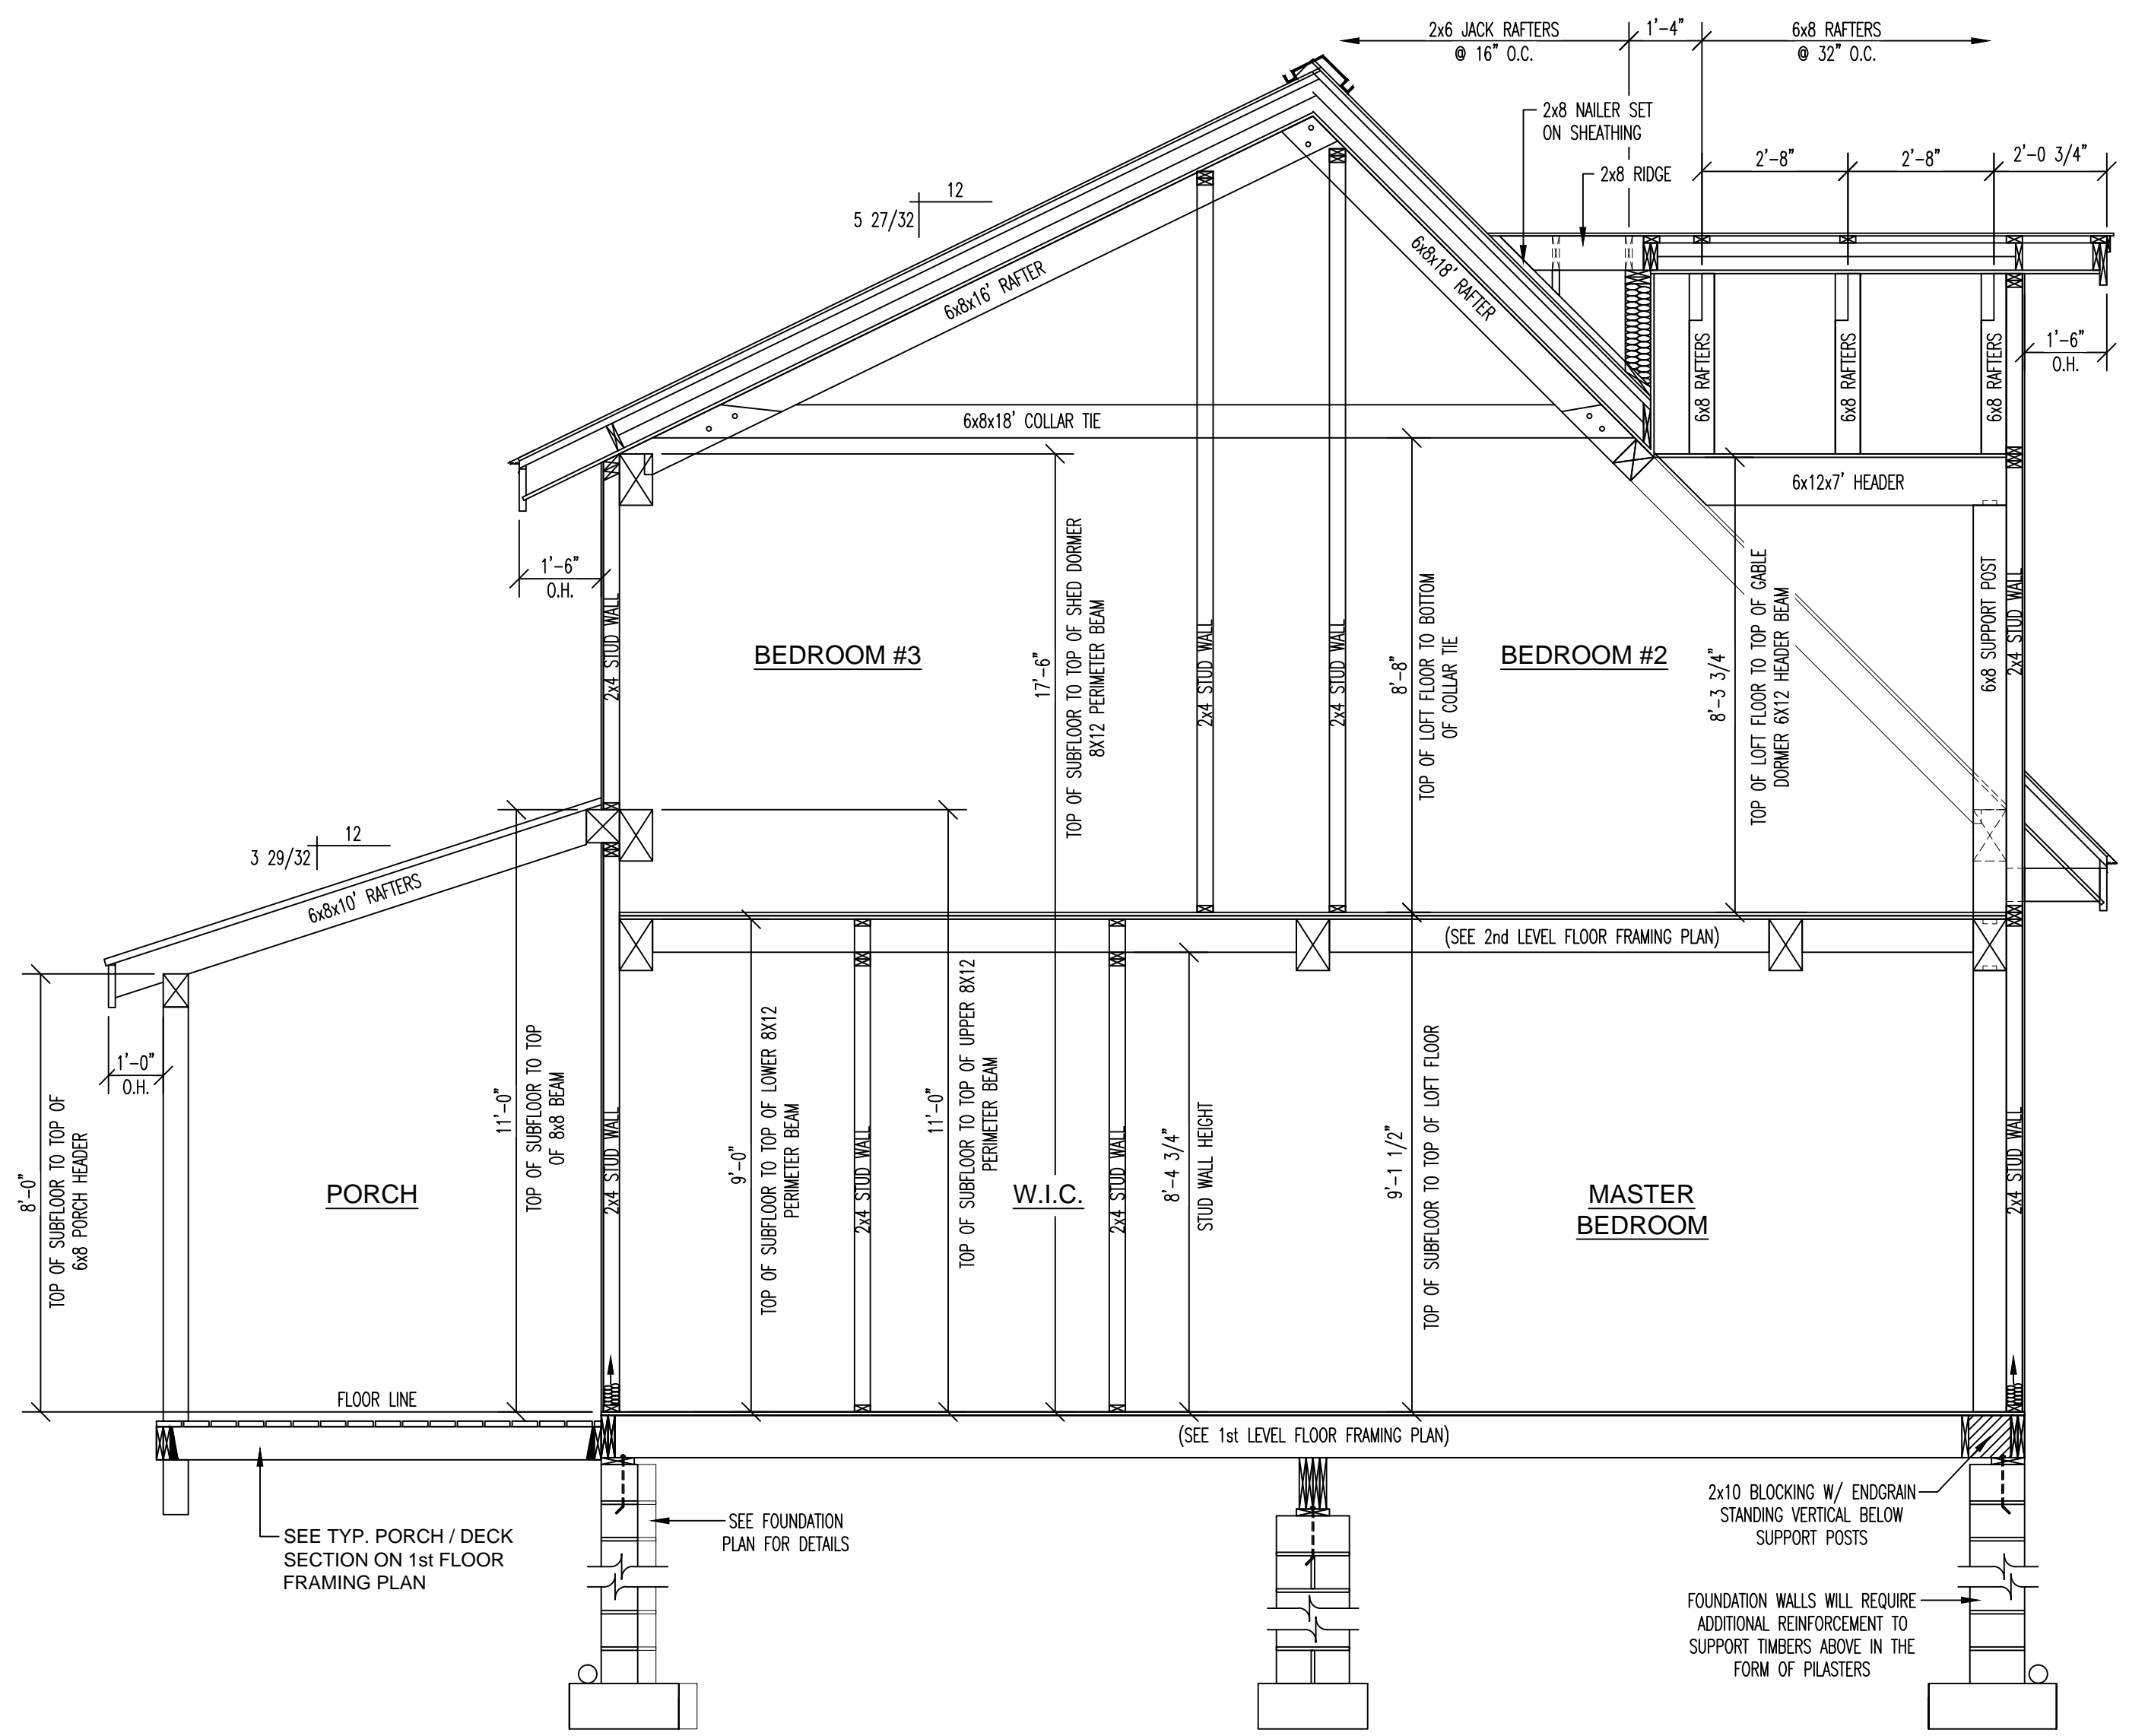 2x6 JACK RAFTERS
@ 16" O.C.
1'-4"
6x8 RAFTERS
@ 32" O.C.
2x8 NAILER SET
ON SHEATHING
2x8 RIDGE
2'-8"
2'-8"
2'-0 3/4"
12
5 27/32
6x8x16' RAFTER
6x8x18' RAFTER
6x8 RAFTERS
6x8 RAFTERS
6x8 RAFTERS
1'-6"
O.H.
6x8x18' COLLAR TIE
6x12x7' HEADER
1'-6"
O.H.
2x4 STUD WALL
BEDROOM #3
17'-6"
TOP OF SUBFLOOR TO TOP OF SHED DORMER
8X12 PERIMETER BEAM
2x4 STUD WALL
2x4 STUD WALL
8'-8"
TOP OF LOFT FLOOR TO BOTTOM
OF COLLAR TIE
BEDROOM #2
8'-3 3/4"
TOP OF LOFT FLOOR TO TOP OF GABLE
DORMER 6X12 HEADER BEAM
6x8 SUPPORT POST
2x4 STUD WALL
12
3 29/32
6x8x10' RAFTERS
(SEE 2nd LEVEL FLOOR FRAMING PLAN)
1'-0"
O.H.
8'-0"
TOP OF SUBFLOOR TO TOP OF
6x8 PORCH HEADER
PORCH
11'-0"
TOP OF SUBFLOOR TO TOP
OF 8x8 BEAM
2x4 STUD WALL
9'-0"
TOP OF SUBFLOOR TO TOP OF LOWER 8X12
PERIMETER BEAM
2x4 STUD WALL
11'-0"
TOP OF SUBFLOOR TO TOP OF UPPER 8X12
PERIMETER BEAM
W.I.C.
2x4 STUD WALL
8'-4 3/4"
STUD WALL HEIGHT
9'-1 1/2"
TOP OF SUBFLOOR TO TOP OF LOFT FLOOR
MASTER
BEDROOM
2x4 STUD WALL
FLOOR LINE
(SEE 1st LEVEL FLOOR FRAMING PLAN)
SEE TYP. PORCH / DECK
SECTION ON 1st FLOOR
FRAMING PLAN
SEE FOUNDATION
PLAN FOR DETAILS
2x10 BLOCKING W/ ENDGRAIN
STANDING VERTICAL BELOW
SUPPORT POSTS
FOUNDATION WALLS WILL REQUIRE
ADDITIONAL REINFORCEMENT TO
SUPPORT TIMBERS ABOVE IN THE
FORM OF PILASTERS